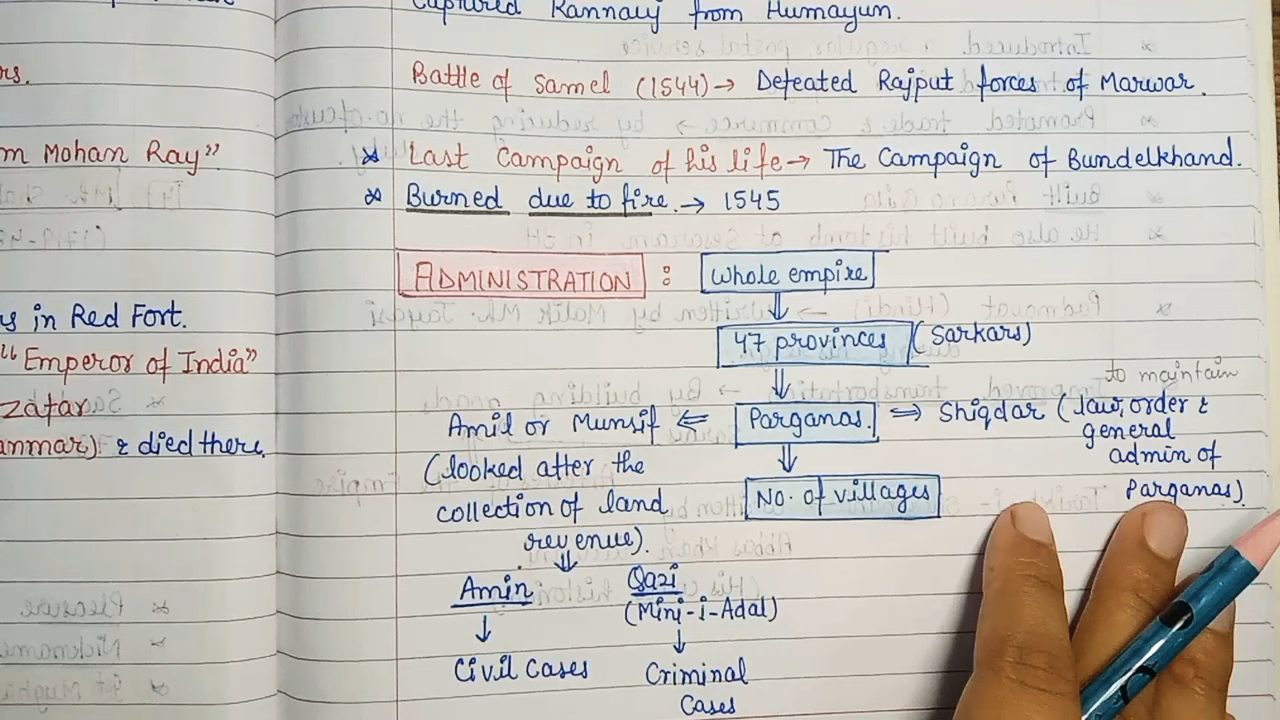 rs.
m Mohan Ray"
s in Red Fort.
"Emperor of India"
zafar
anmar) & died there.
Captured Kannauj from Humayun.
Battle of Samel (1544) → Defeated Rajput forces of Marwar.
* Last Campaign of his life → The Campaign of Bundelkhand.
* Burned due to fire. → 1545
ADMINISTRATION : Whole empire
47 provinces (Sarkars)
to maintain
Amil or Munsif ⇐ Parganas. ⇒ Shiqdar (law, order &
general
admin of
Parganas)
(looked after the
collection of land
revenue).
No. of villages
Amin Qazi
(Mini-i-Adal)
Civil Cases Criminal
Cases